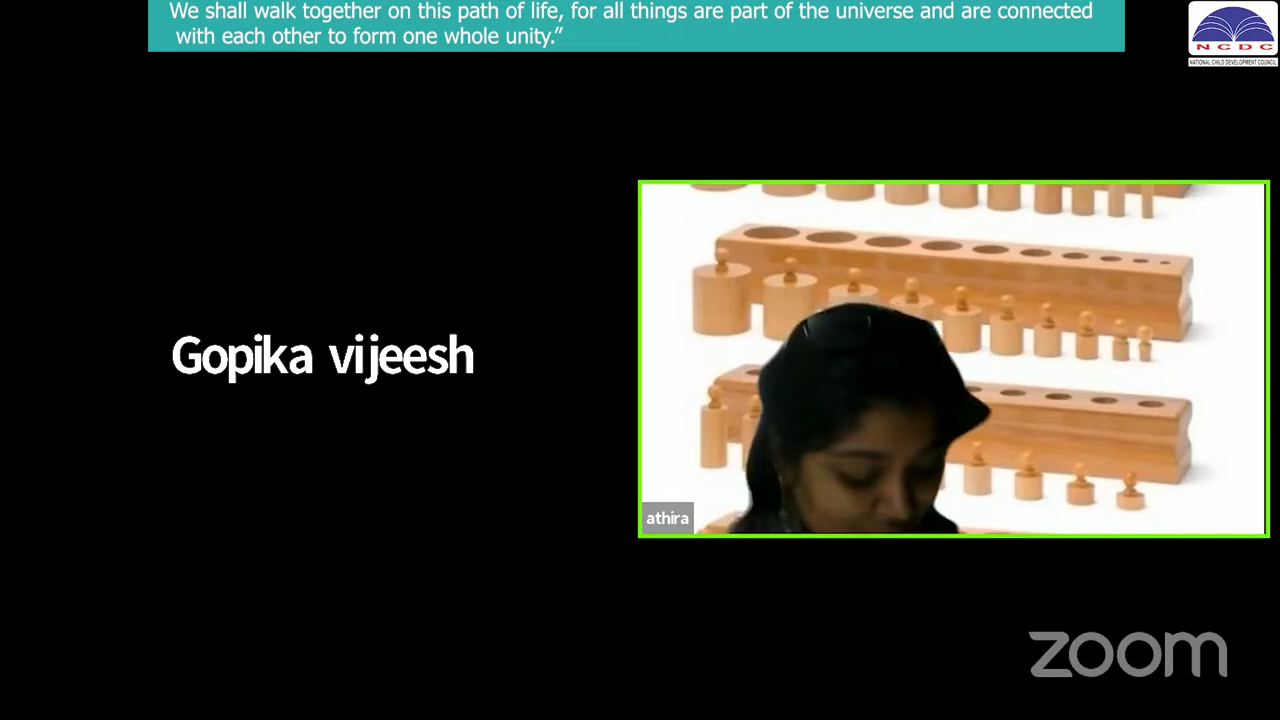 We shall walk together on this path of life, for all things are part of the universe and are connected
with each other to form one whole unity.”
NCDC
NATIONAL CHILD DEVELOPMENT COUNCIL
Gopika vijeesh
athira
zoom